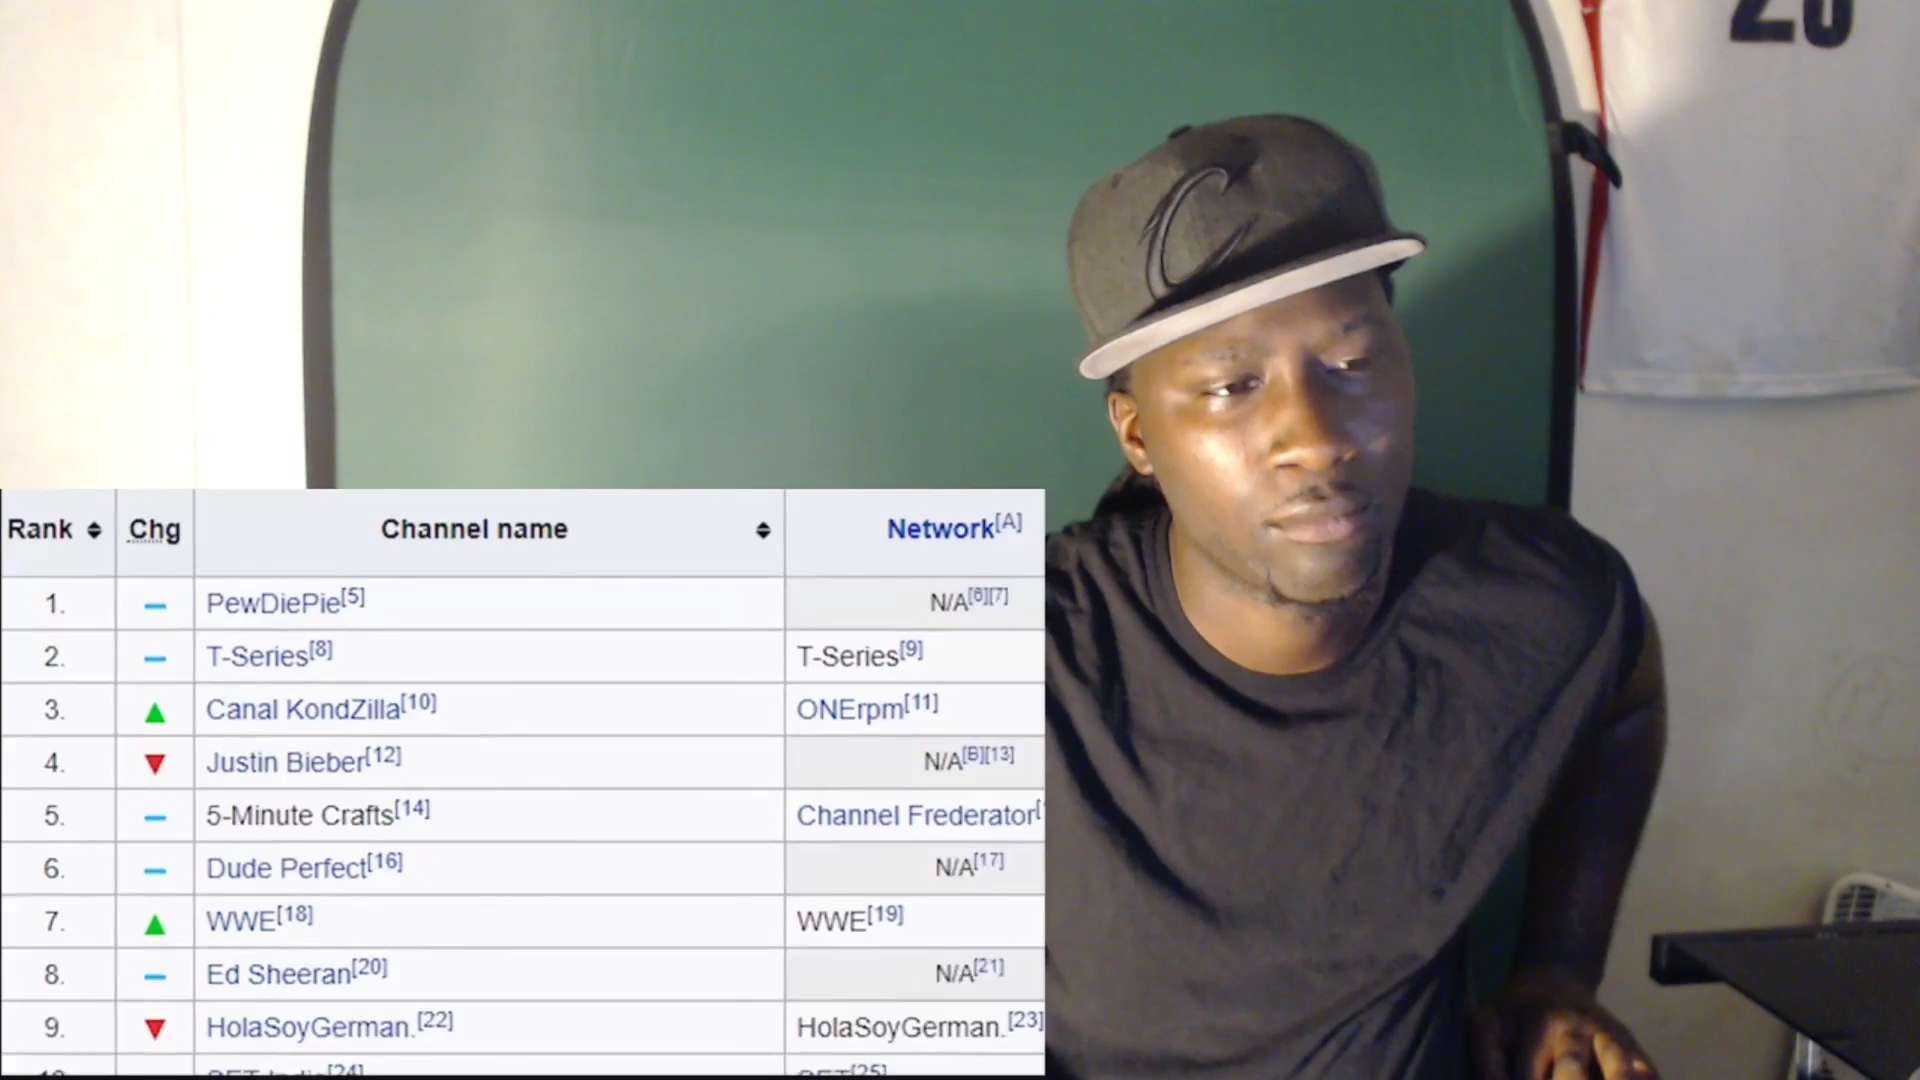 20
Rank Chg Channel name Network[A]
1. PewDiePie[5] N/A[6][7]
2. T-Series[8] T-Series[9]
3. Canal KondZilla[10] ONErpm[11]
4. Justin Bieber[12] N/A[B][13]
5. 5-Minute Crafts[14] Channel Frederator[
6. Dude Perfect[16] N/A[17]
7. WWE[18] WWE[19]
8. Ed Sheeran[20] N/A[21]
9. HolaSoyGerman.[22] HolaSoyGerman.[23]